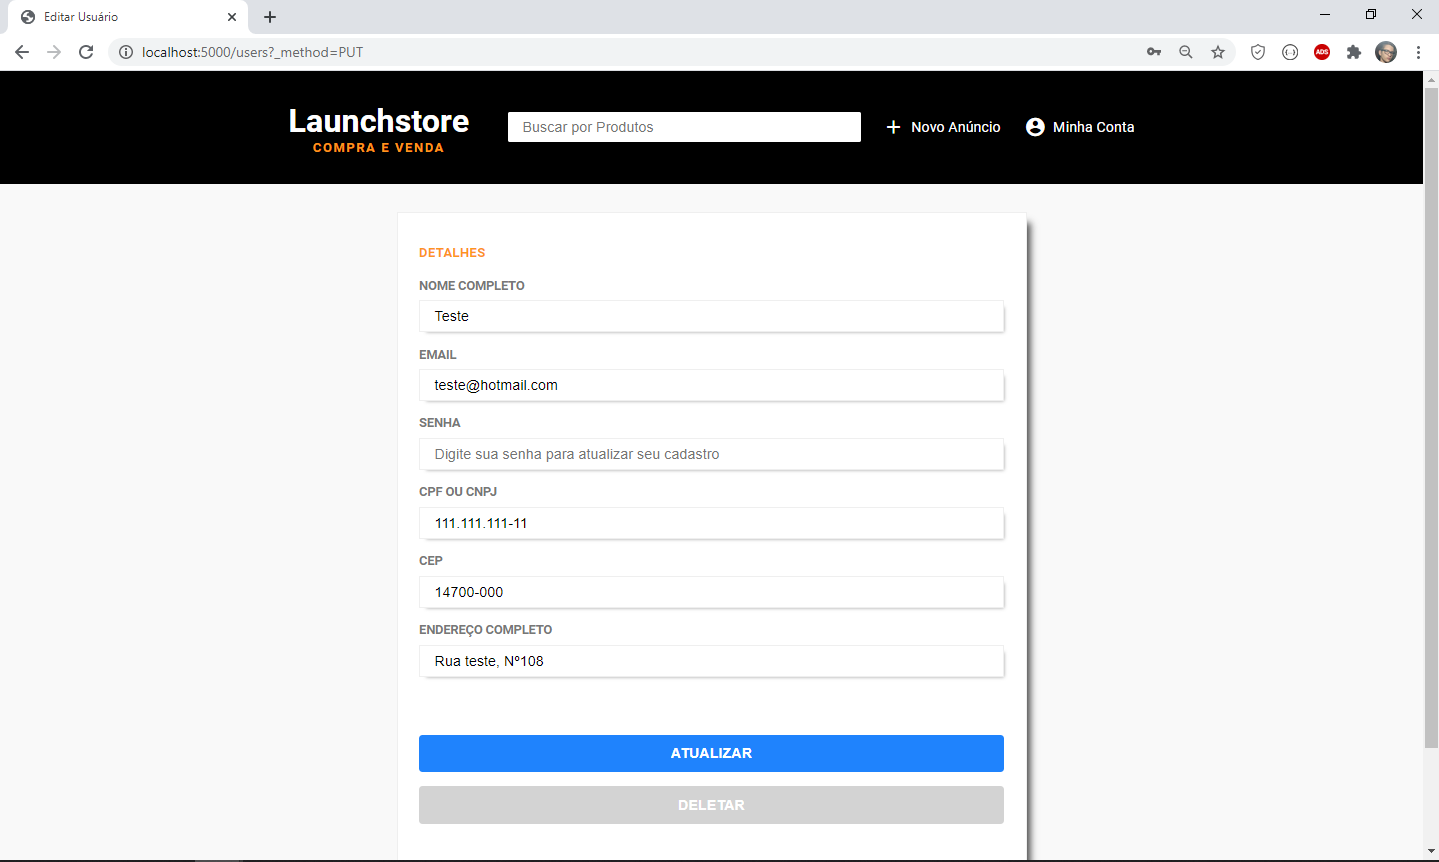 Editar Usuário
localhost:5000/users?_method=PUT
ADS
Launchstore
COMPRA E VENDA
Buscar por Produtos
Novo Anúncio
Minha Conta
DETALHES
NOME COMPLETO
Teste
EMAIL
teste@hotmail.com
SENHA
Digite sua senha para atualizar seu cadastro
CPF OU CNPJ
111.111.111-11
CEP
14700-000
ENDEREÇO COMPLETO
Rua teste, Nº108
ATUALIZAR
DELETAR